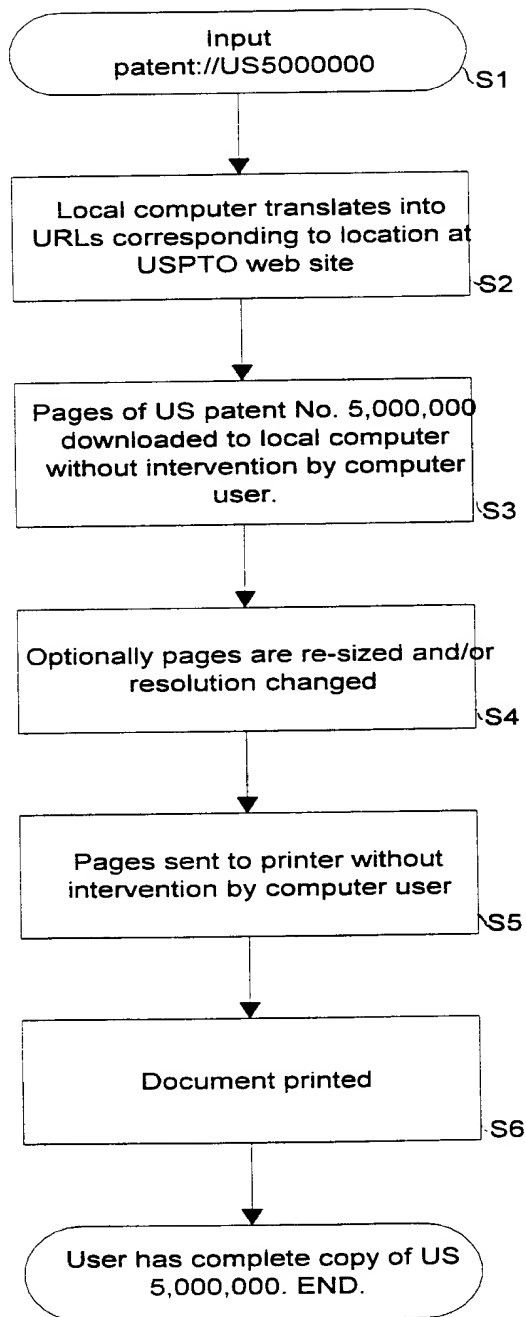 Input
patent://US5000000
S1
Local computer translates into
URLs corresponding to location at
USPTO web site
S2
Pages of US patent No. 5,000,000
downloaded to local computer
without intervention by computer
user.
S3
Optionally pages are re-sized and/or
resolution changed
S4
Pages sent to printer without
intervention by computer user
S5
Document printed
S6
User has complete copy of US
5,000,000. END.